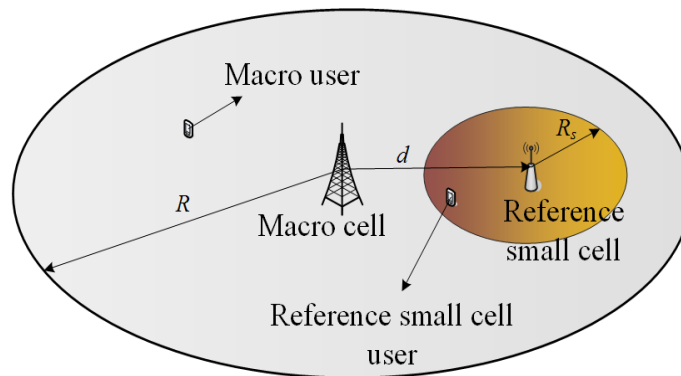 Macro user
R_s
d
R
Macro cell
Reference
small cell
Reference small cell
user